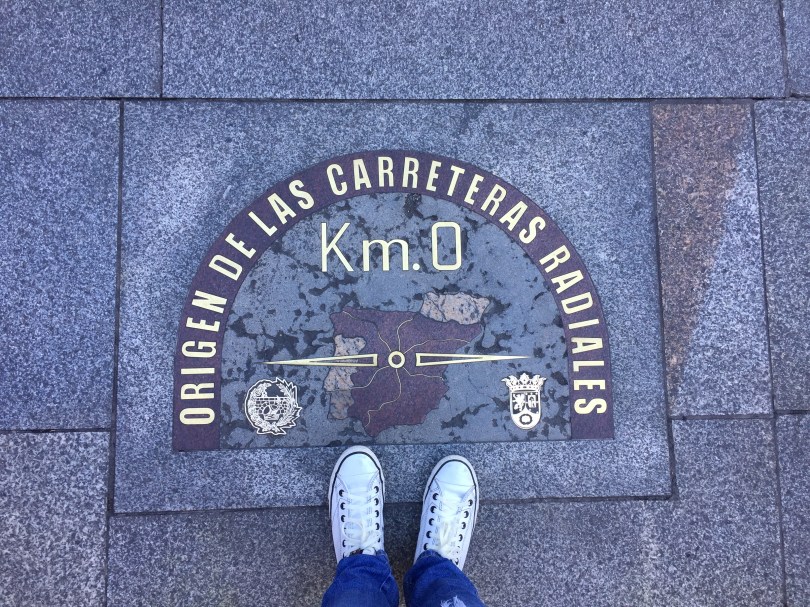 ORIGEN DE LAS CARRETERAS RADIALES
Km. 0